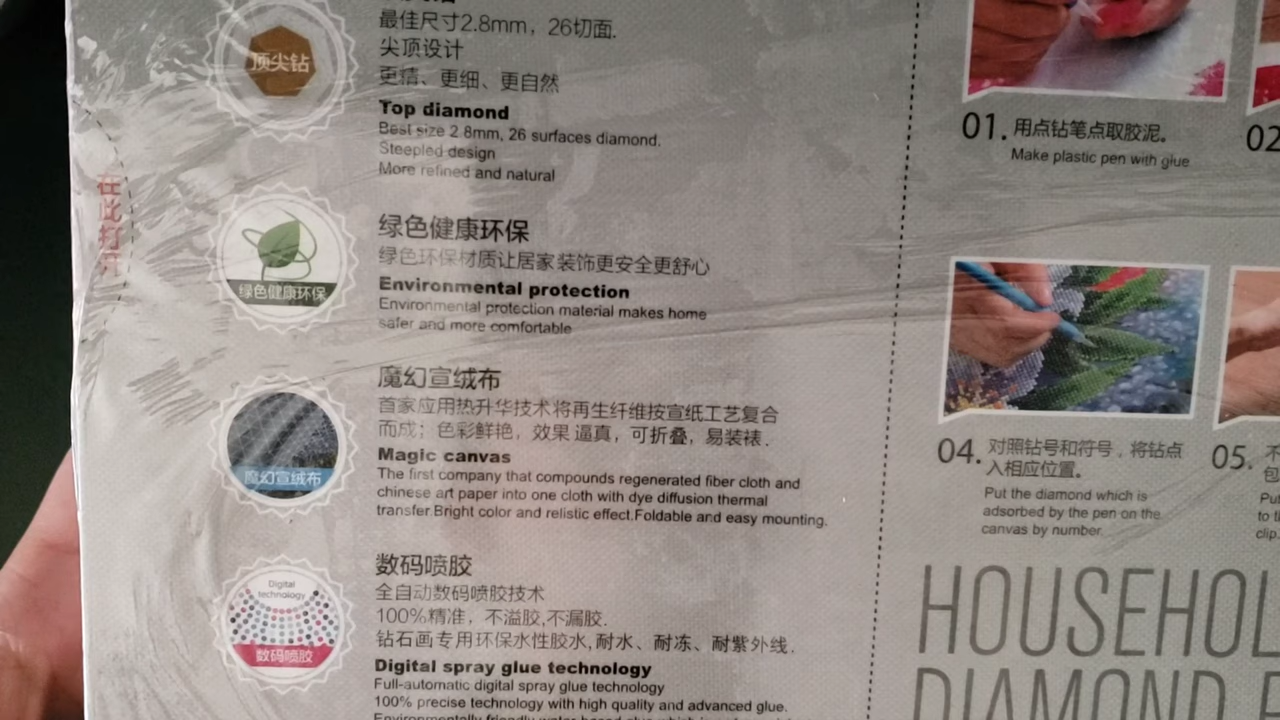 最佳尺寸2.8mm，26切面.
尖顶设计
更精、更细、更自然
Top diamond
Best size 2.8mm, 26 surfaces diamond.
Steepled design
More refined and natural
顶尖钻
在此打开
绿色健康环保
绿色环保材质让居家装饰更安全更舒心
Environmental protection
Environmental protection material makes home
safer and more comfortable
绿色健康环保
魔幻宣绒布
首家应用热升华技术将再生纤维按宣纸工艺复合
而成；色彩鲜艳，效果逼真，可折叠，易装裱.
Magic canvas
The first company that compounds regenerated fiber cloth and
chinese art paper into one cloth with dye diffusion thermal
transfer.Bright color and relistic effect.Foldable and easy mounting.
魔幻宣绒布
数码喷胶
全自动数码喷胶技术
100%精准，不溢胶,不漏胶.
钻石画专用环保水性胶水,耐水、耐冻、耐紫外线.
Digital spray glue technology
Full-automatic digital spray glue technology
100% precise technology with high quality and advanced glue.
Digital
technology
数码喷胶
01. 用点钻笔点取胶泥。
Make plastic pen with glue
02
04. 对照钻号和符号，将钻点
入相应位置。
Put the diamond which is
adsorbed by the pen on the
canvas by number.
05. 不
包
Pu
to t
clip.
HOUSEHOL
DIAMOND